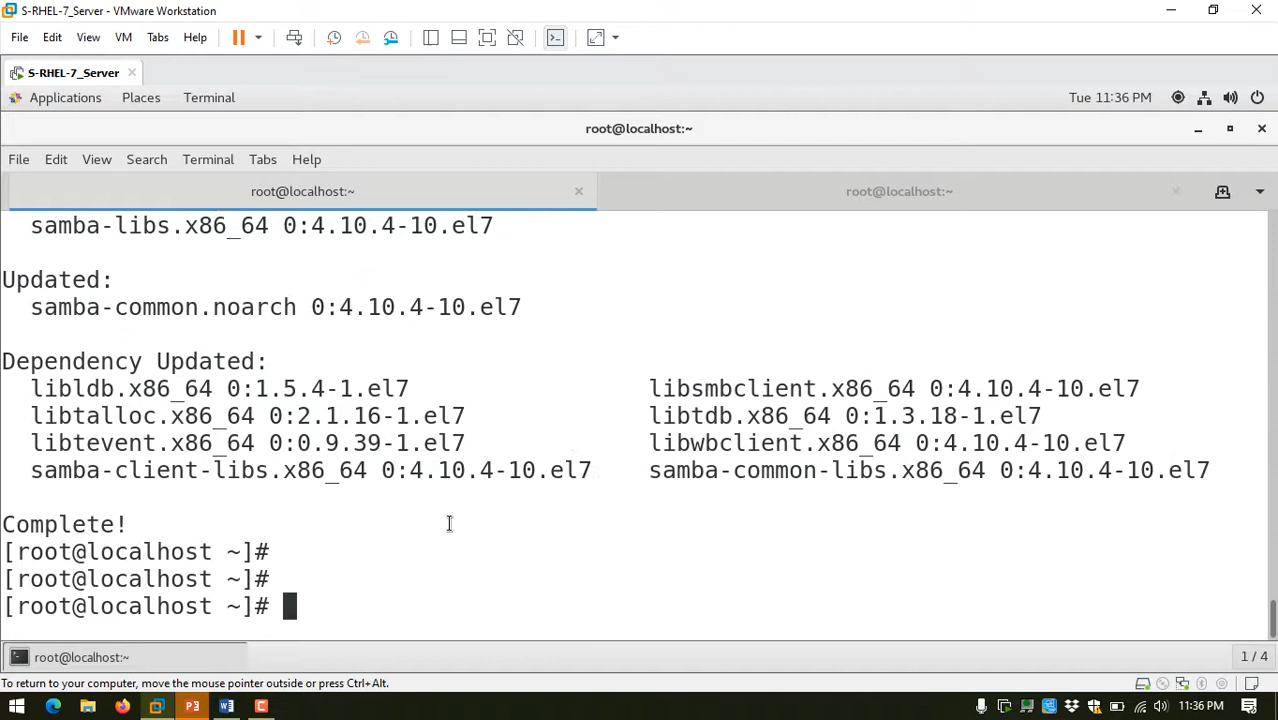 S-RHEL-7_Server - VMware Workstation
File Edit View VM Tabs Help
S-RHEL-7_Server
Applications Places Terminal Tue 11:36 PM
root@localhost:~
File Edit View Search Terminal Tabs Help
root@localhost:~ root@localhost:~
samba-libs.x86_64 0:4.10.4-10.el7
Updated:
samba-common.noarch 0:4.10.4-10.el7
Dependency Updated:
libldb.x86_64 0:1.5.4-1.el7 libsmbclient.x86_64 0:4.10.4-10.el7
libtalloc.x86_64 0:2.1.16-1.el7 libtdb.x86_64 0:1.3.18-1.el7
libtevent.x86_64 0:0.9.39-1.el7 libwbclient.x86_64 0:4.10.4-10.el7
samba-client-libs.x86_64 0:4.10.4-10.el7 samba-common-libs.x86_64 0:4.10.4-10.el7
Complete!
[root@localhost ~]#
[root@localhost ~]#
[root@localhost ~]#
root@localhost:~ 1 / 4
To return to your computer, move the mouse pointer outside or press Ctrl+Alt.
11:36 PM